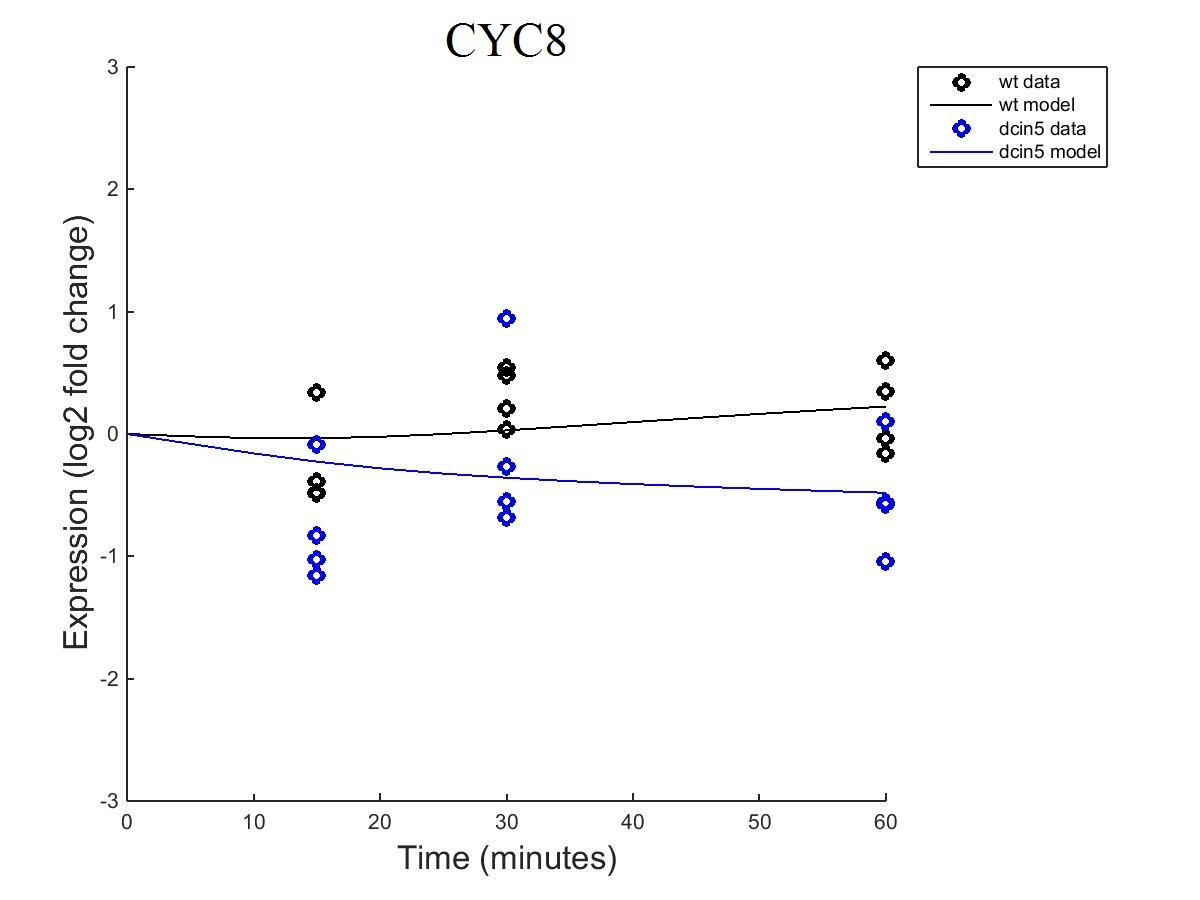 CYC8
wt data
wt model
dcin5 data
dcin5 model
Expression (log2 fold change)
3
2
1
0
-1
-2
-3
0 10 20 30 40 50 60
Time (minutes)